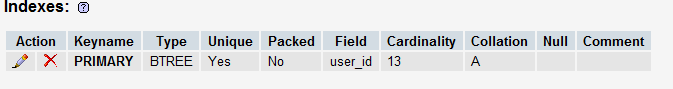 Indexes: ?
Action Keyname Type Unique Packed Field Cardinality Collation Null Comment
PRIMARY BTREE Yes No user_id 13 A